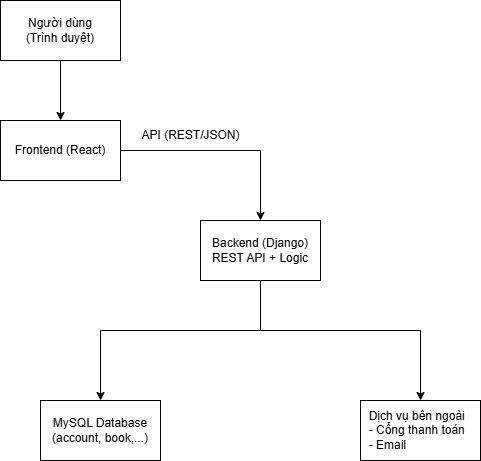 Người dùng
(Trình duyệt)
Frontend (React)
API (REST/JSON)
Backend (Django)
REST API + Logic
MySQL Database
(account, book,...)
Dịch vụ bên ngoài
- Cổng thanh toán
- Email